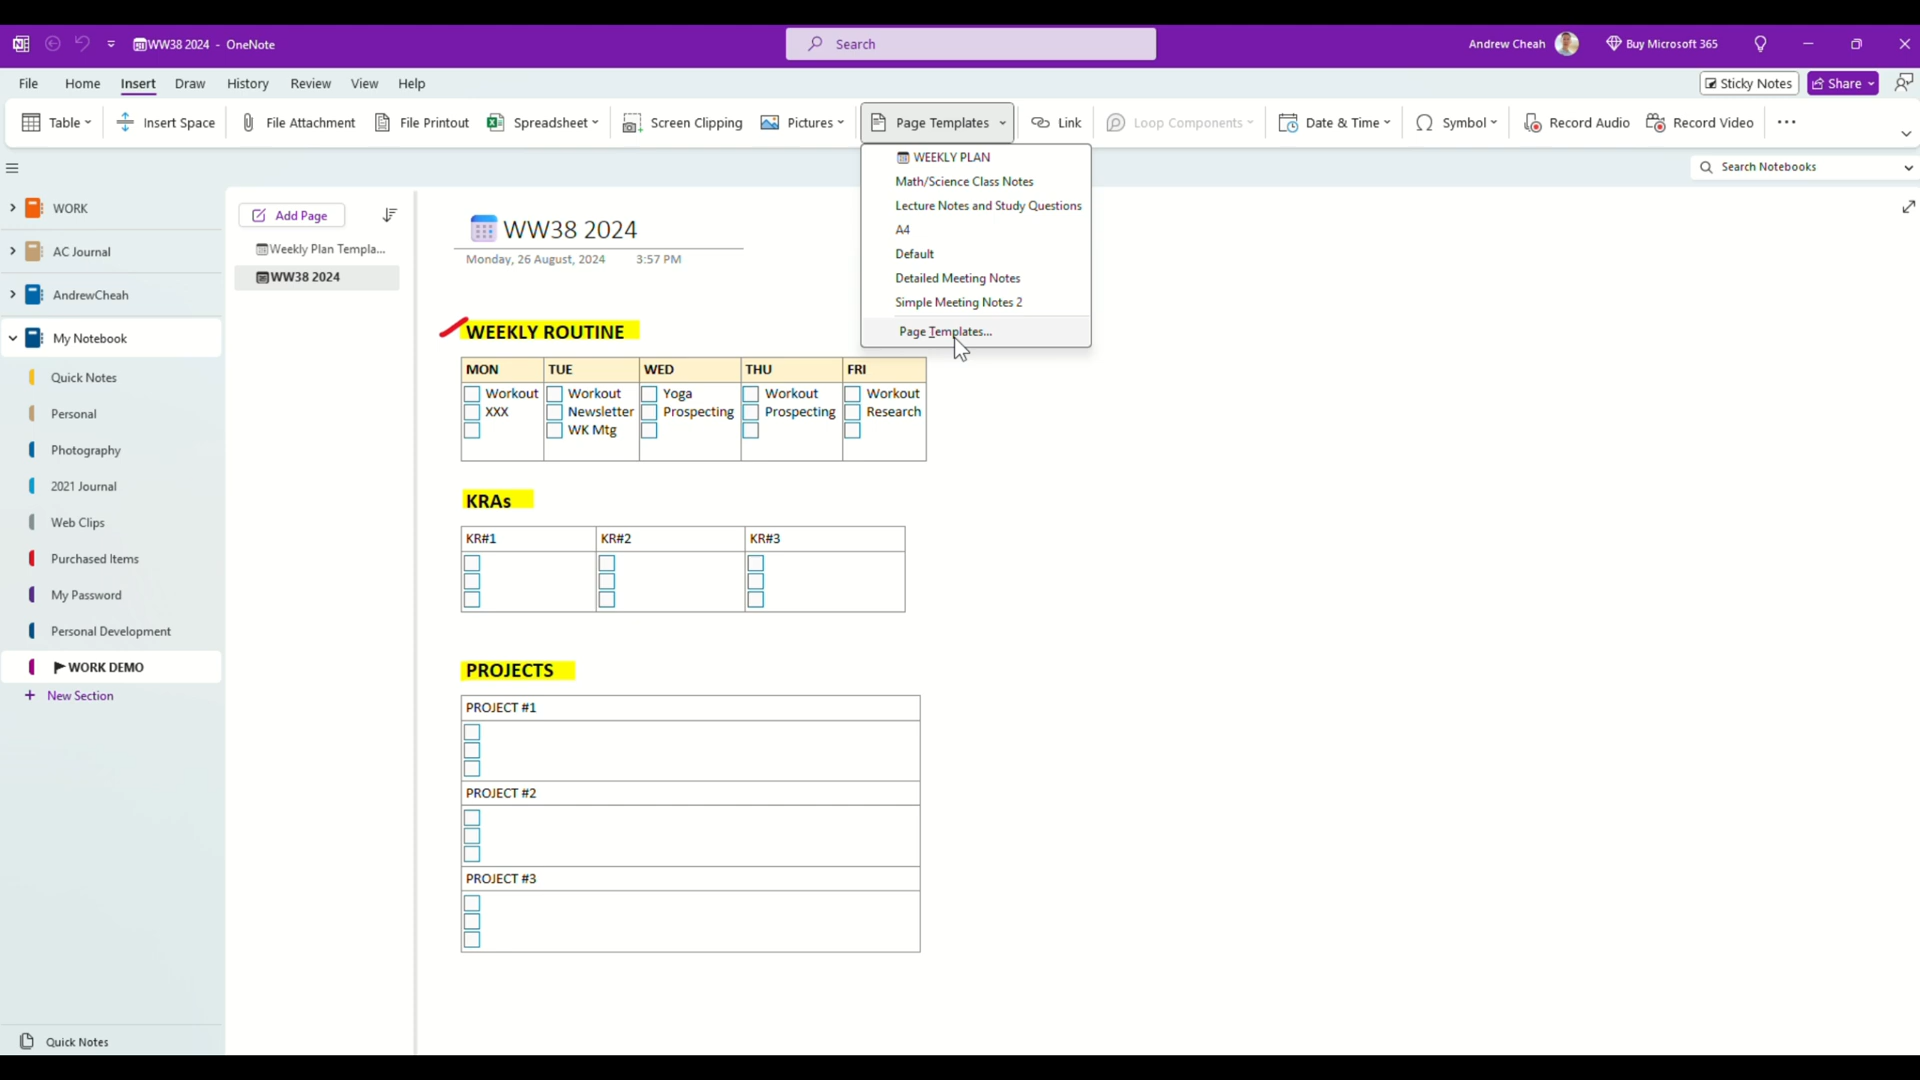 WW38 2024 - OneNote
Search
Andrew Cheah
Buy Microsoft 365
File Home Insert Draw History Review View Help
Sticky Notes
Share
Table Insert Space File Attachment File Printout Spreadsheet Screen Clipping Pictures Page Templates Link Loop Components Date & Time Symbol Record Audio Record Video
WEEKLY PLAN
Math/Science Class Notes
Lecture Notes and Study Questions
A4
Default
Detailed Meeting Notes
Simple Meeting Notes 2
Page Templates...
Search Notebooks
WORK
AC Journal
AndrewCheah
My Notebook
Quick Notes
Personal
Photography
2021 Journal
Web Clips
Purchased Items
My Password
Personal Development
WORK DEMO
+ New Section
Quick Notes
Add Page
Weekly Plan Templa...
WW38 2024
WW38 2024
Monday, 26 August, 2024 3:57 PM
WEEKLY ROUTINE
MON TUE WED THU FRI
Workout Workout Yoga Workout Workout
XXX Newsletter Prospecting Prospecting Research
WK Mtg
KRAs
KR#1 KR#2 KR#3
PROJECTS
PROJECT #1
PROJECT #2
PROJECT #3